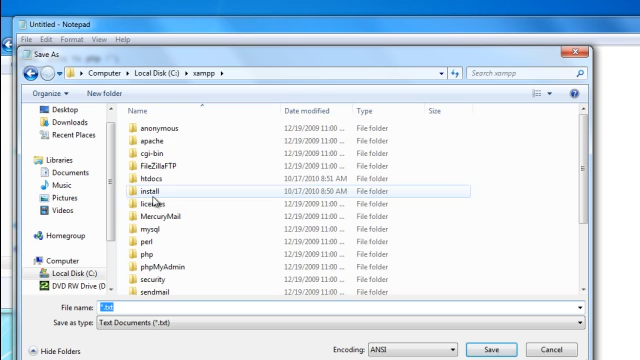 Untitled - Notepad
File Edit Format View Help
Save As
Computer ▸ Local Disk (C:) ▸ xampp ▸
Search xampp
Organize ▾ New folder
Name Date modified Type Size
Desktop
Downloads
Recent Places
Libraries
Documents
Music
Pictures
Videos
Homegroup
Computer
Local Disk (C:)
DVD RW Drive (D:)
anonymous 12/19/2009 11:00 ... File folder
apache 12/19/2009 11:00 ... File folder
cgi-bin 12/19/2009 11:00 ... File folder
FileZillaFTP 12/19/2009 11:00 ... File folder
htdocs 10/17/2010 8:51 AM File folder
install 10/17/2010 8:50 AM File folder
licenses 12/19/2009 11:00 ... File folder
MercuryMail 12/19/2009 11:00 ... File folder
mysql 12/19/2009 11:00 ... File folder
perl 12/19/2009 11:00 ... File folder
php 12/19/2009 11:00 ... File folder
phpMyAdmin 12/19/2009 11:00 ... File folder
security 12/19/2009 11:00 ... File folder
sendmail 12/19/2009 11:00 ... File folder
File name: *.txt
Save as type: Text Documents (*.txt)
Hide Folders
Encoding: ANSI
Save
Cancel